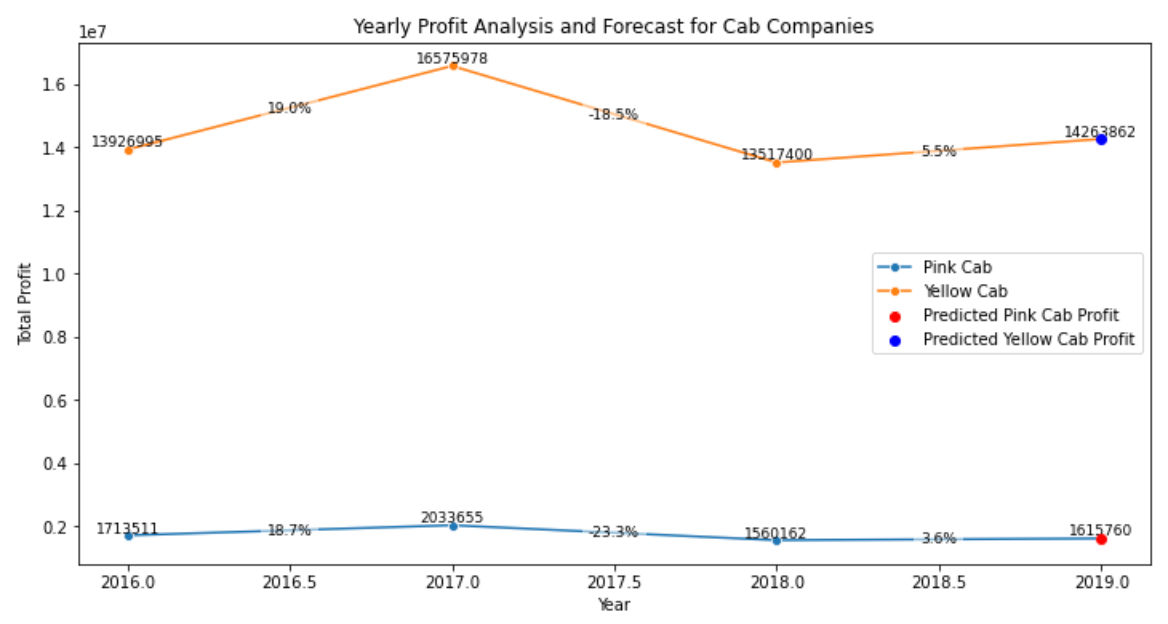 Yearly Profit Analysis and Forecast for Cab Companies
1e7
16575978
1.6
19.0%
-18.5%
13926995
14263862
1.4
13517400
5.5%
1.2
Total Profit
1.0
Pink Cab
Yellow Cab
Predicted Pink Cab Profit
Predicted Yellow Cab Profit
0.8
0.6
0.4
0.2
1713511
18.7%
2033655
-23.3%
1560162
3.6%
1615760
2016.0 2016.5 2017.0 2017.5 2018.0 2018.5 2019.0
Year